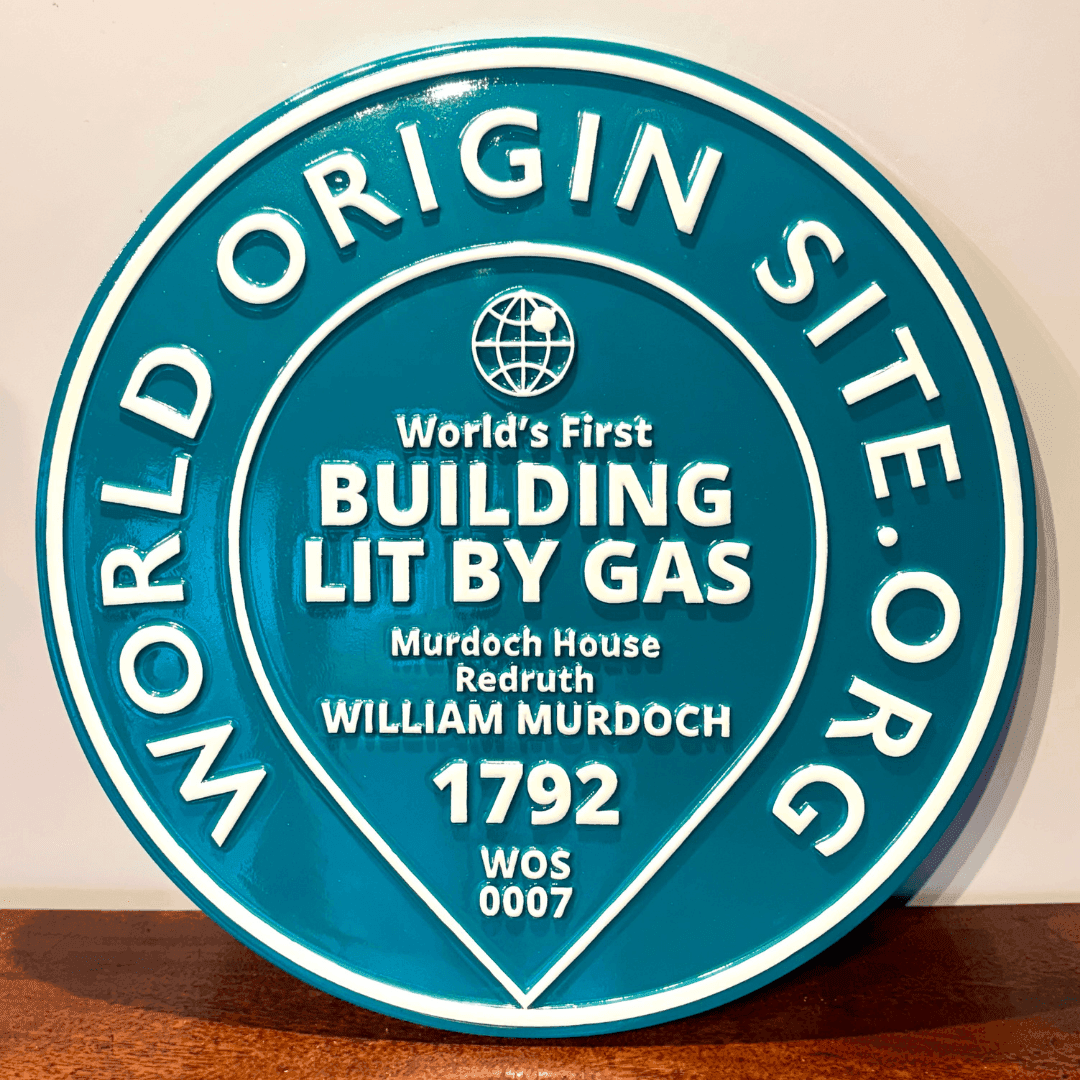 WORLD ORIGIN SITE.ORG
World's First
BUILDING
LIT BY GAS
Murdoch House
Redruth
WILLIAM MURDOCH
1792
WOS
0007